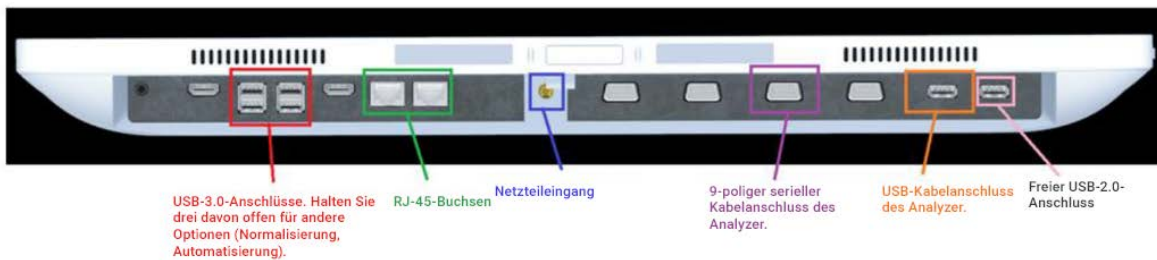 USB-3.0-Anschlüsse. Halten Sie
drei davon offen für andere
Optionen (Normalisierung,
Automatisierung).
RJ-45-Buchsen
Netzteileingang
9-poliger serieller
Kabelanschluss des
Analyzer.
USB-Kabelanschluss
des Analyzer.
Freier USB-2.0-
Anschluss